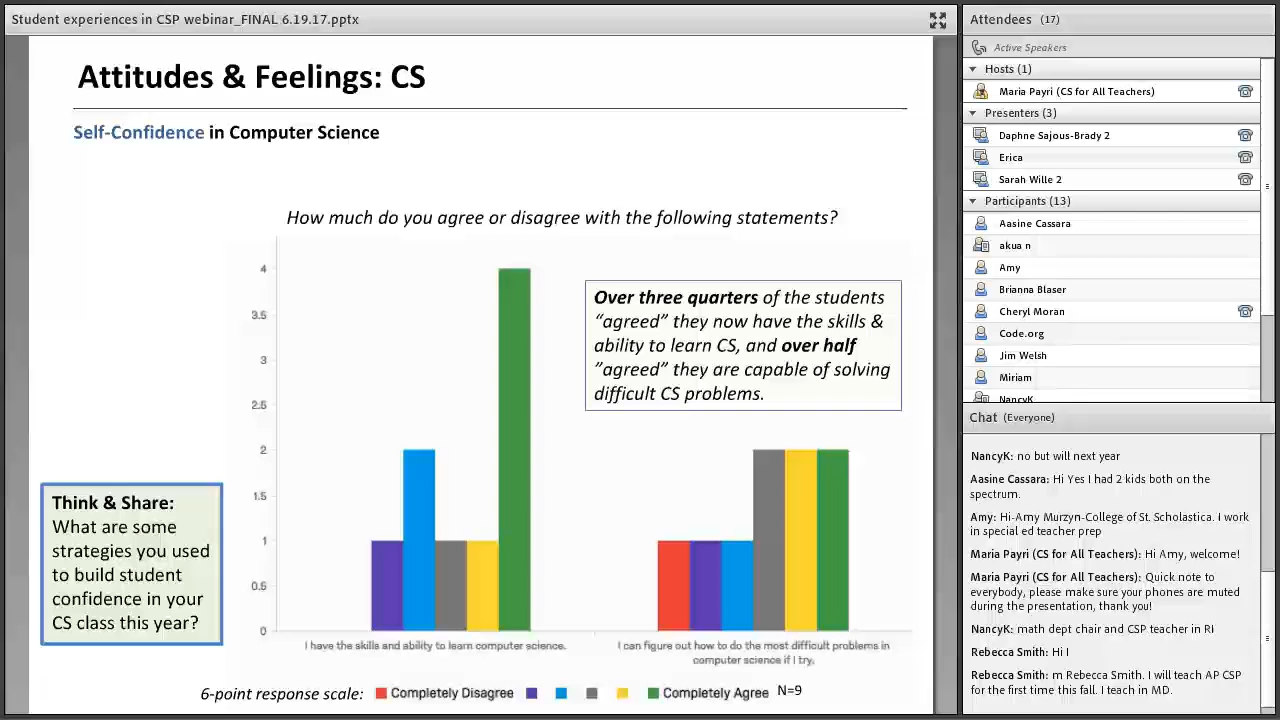 Student experiences in CSP webinar_FINAL 6.19.17.pptx
Attitudes & Feelings: CS
Self-Confidence in Computer Science
How much do you agree or disagree with the following statements?
4
3.5
3
2.5
2
1.5
1
0.5
0
Over three quarters of the students
“agreed” they now have the skills &
ability to learn CS, and over half
”agreed” they are capable of solving
difficult CS problems.
Think & Share:
What are some
strategies you used
to build student
confidence in your
CS class this year?
I have the skills and ability to learn computer science.
I can figure out how to do the most difficult problems in
computer science if I try.
6-point response scale: Completely Disagree Completely Agree N=9
Attendees (17)
Active Speakers
Hosts (1)
Maria Payri (CS for All Teachers)
Presenters (3)
Daphne Sajous-Brady 2
Erica
Sarah Wille 2
Participants (13)
Aasine Cassara
akua n
Amy
Brianna Blaser
Cheryl Moran
Code.org
Jim Welsh
Miriam
NancyK
Chat (Everyone)
NancyK: no but will next year
Aasine Cassara: Hi Yes I had 2 kids both on the
spectrum.
Amy: Hi-Amy Murzyn-College of St. Scholastica. I work
in special ed teacher prep
Maria Payri (CS for All Teachers): Hi Amy, welcome!
Maria Payri (CS for All Teachers): Quick note to
everybody, please make sure your phones are muted
during the presentation, thank you!
NancyK: math dept chair and CSP teacher in RI
Rebecca Smith: Hi I
Rebecca Smith: m Rebecca Smith. I will teach AP CSP
for the first time this fall. I teach in MD.